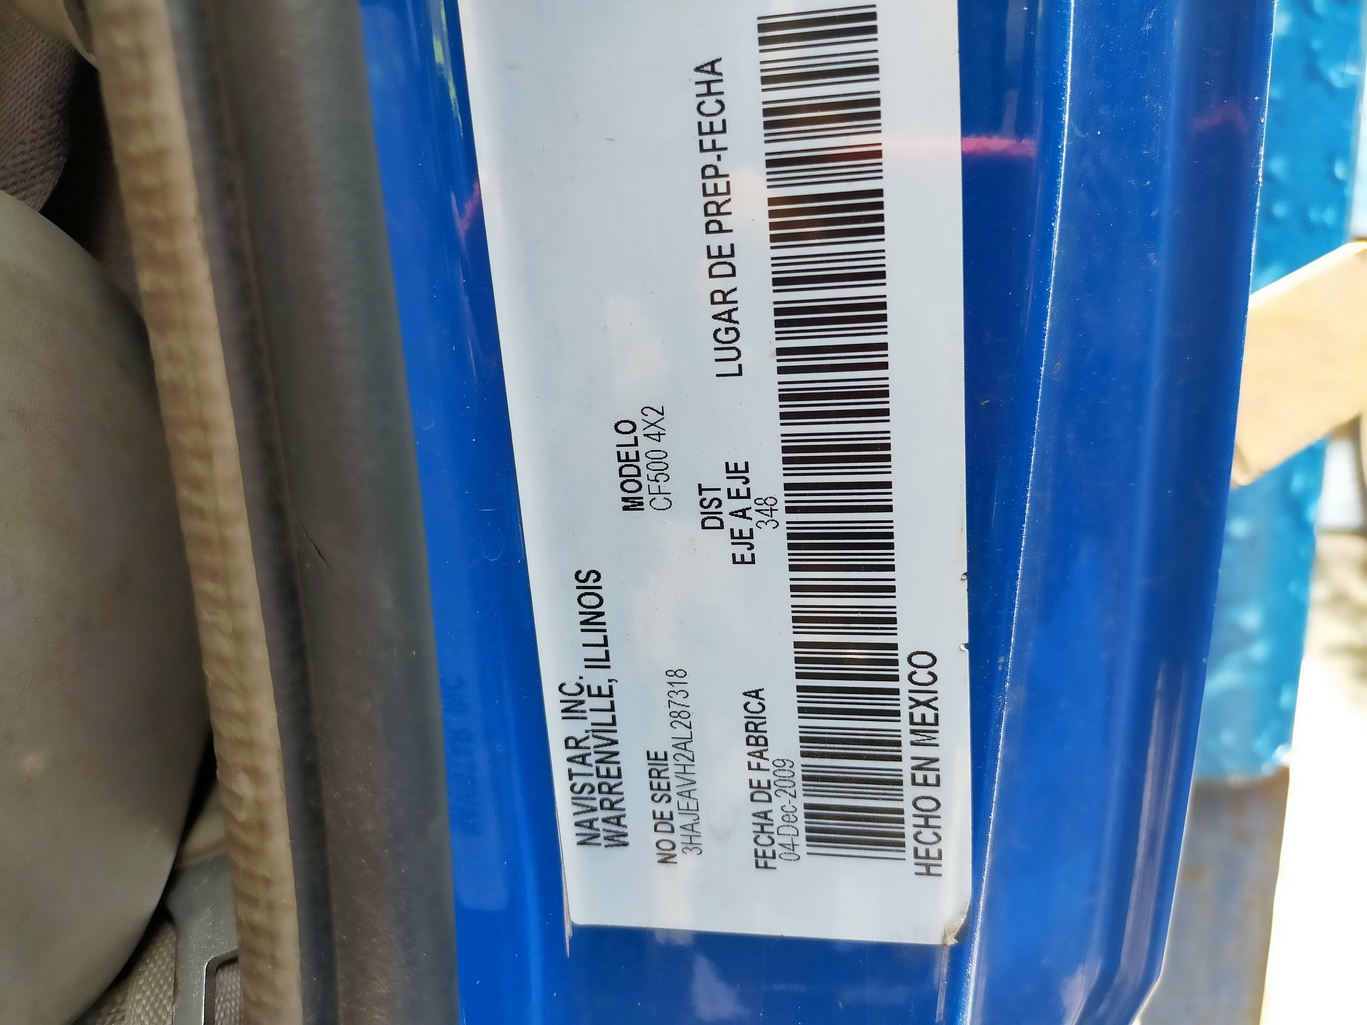 NAVISTAR, INC.
WARRENVILLE, ILLINOIS
NO DE SERIE
3HAJEAVH2AL287318
MODELO
CF500 4X2
FECHA DE FABRICA
04-Dec-2009
DIST
EJE A EJE
348
LUGAR DE PREP-FECHA
HECHO EN MEXICO